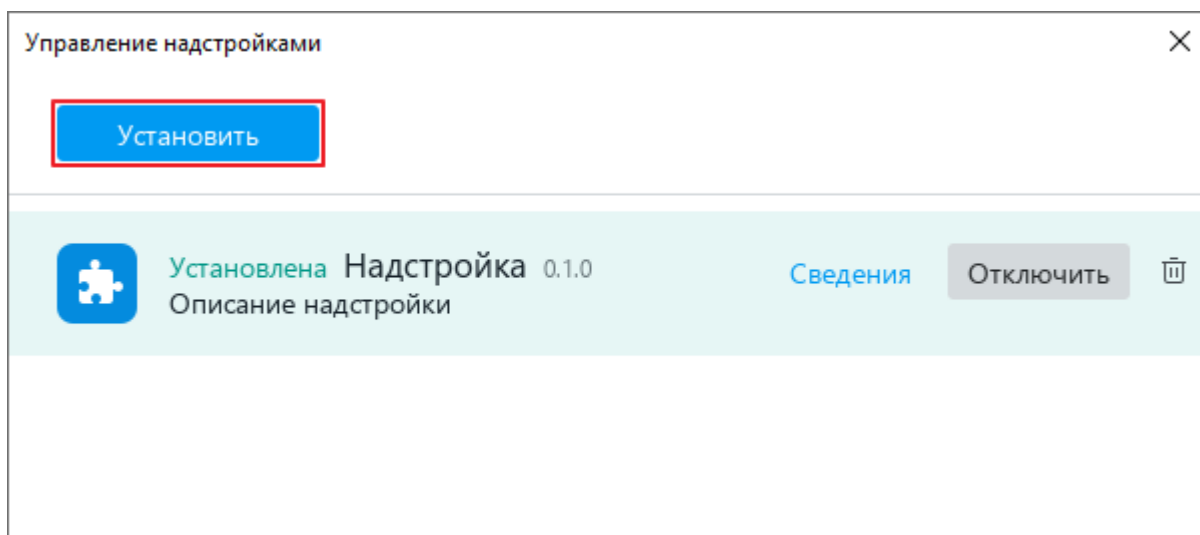 Управление надстройками
Установить
Установлена Надстройка 0.1.0 Сведения Отключить
Описание надстройки